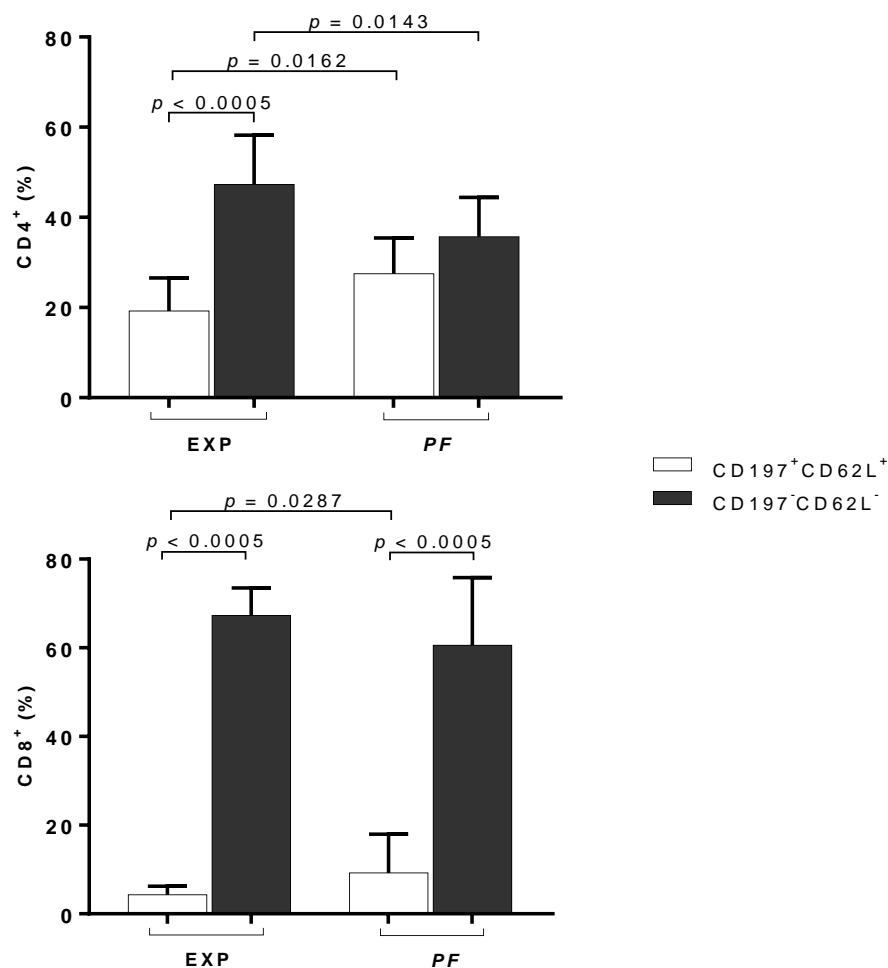 p = 0.0143
80
p = 0.0162
p < 0.0005
60
CD4+ (%)
40
20
0
EXP
PF
CD197+CD62L+
CD197-CD62L-
p = 0.0287
p < 0.0005
p < 0.0005
80
60
CD8+ (%)
40
20
0
EXP
PF